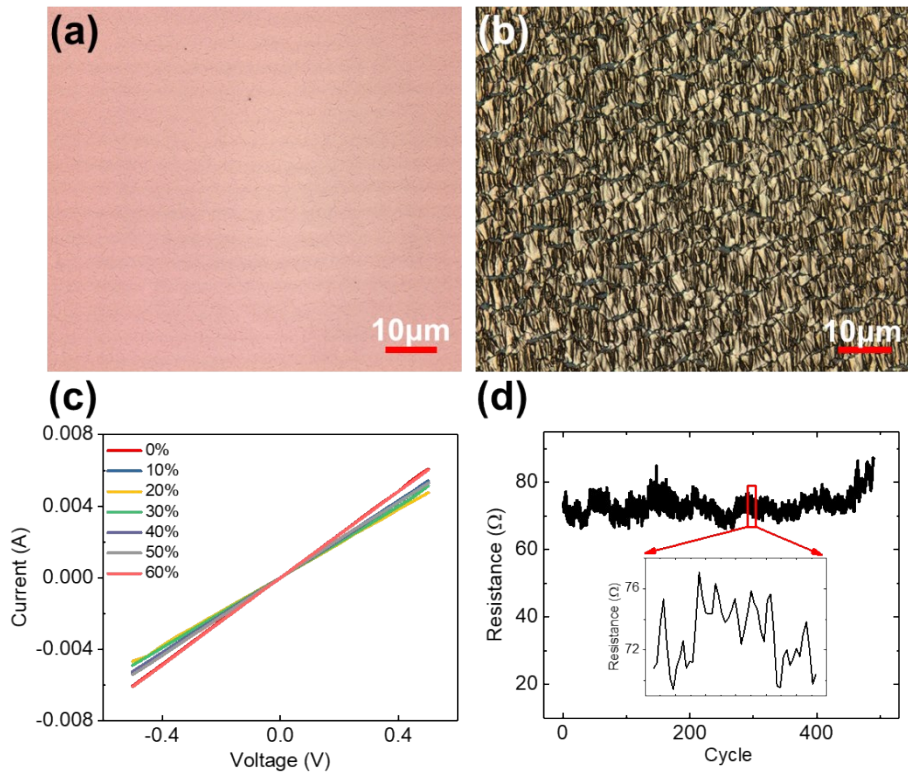 (a)
10μm
(b)
10μm
(c)
0.008
0.004
0.000
-0.004
-0.008
0%
10%
20%
30%
40%
50%
60%
Current (A)
-0.4
0.0
0.4
Voltage (V)
(d)
80
60
40
20
Resistance (Ω)
76
72
Resistance (Ω)
0
200
400
Cycle